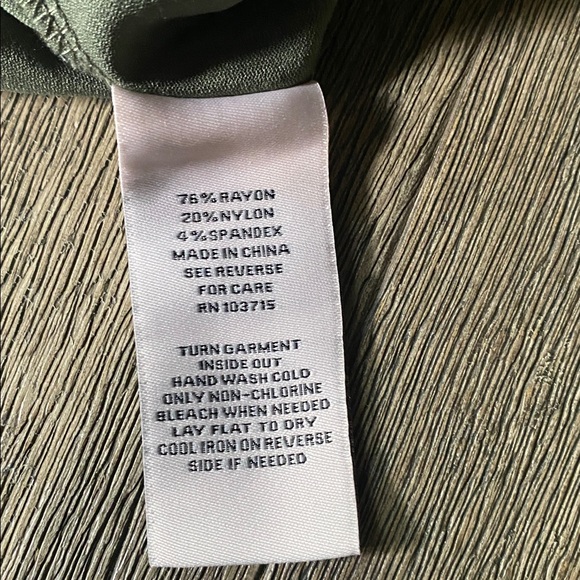 76%RAYON
20%NYLON
4%SPANDEX
MADE IN CHINA
SEE REVERSE
FOR CARE
RN 103715
TURN GARMENT
INSIDE OUT
HAND WASH COLD
ONLY NON-CHLORINE
BLEACH WHEN NEEDED
LAY FLAT TO DRY
COOL IRON ON REVERSE
SIDE IF NEEDED